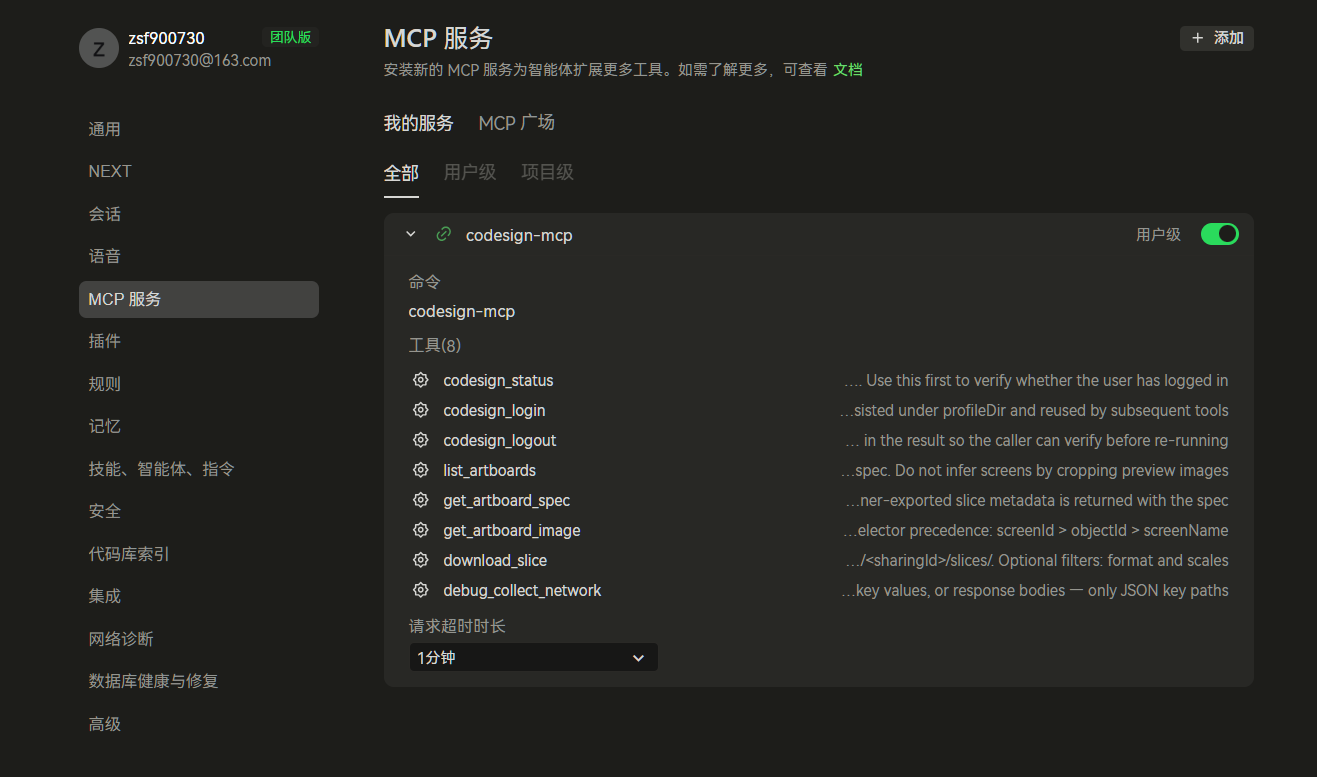 Z
zsf900730
团队版
zsf900730@163.com
通用
NEXT
会话
语音
MCP 服务
插件
规则
记忆
技能、智能体、指令
安全
代码库索引
集成
网络诊断
数据库健康与修复
高级
MCP 服务
+ 添加
安装新的 MCP 服务为智能体扩展更多工具。如需了解更多，可查看 文档
我的服务 MCP 广场
全部 用户级 项目级
codesign-mcp 用户级
命令
codesign-mcp
工具(8)
codesign_status …. Use this first to verify whether the user has logged in
codesign_login …sisted under profileDir and reused by subsequent tools
codesign_logout … in the result so the caller can verify before re-running
list_artboards …spec. Do not infer screens by cropping preview images
get_artboard_spec …ner-exported slice metadata is returned with the spec
get_artboard_image …elector precedence: screenId > objectId > screenName
download_slice …/<sharingId>/slices/. Optional filters: format and scales
debug_collect_network …key values, or response bodies — only JSON key paths
请求超时时长
1分钟